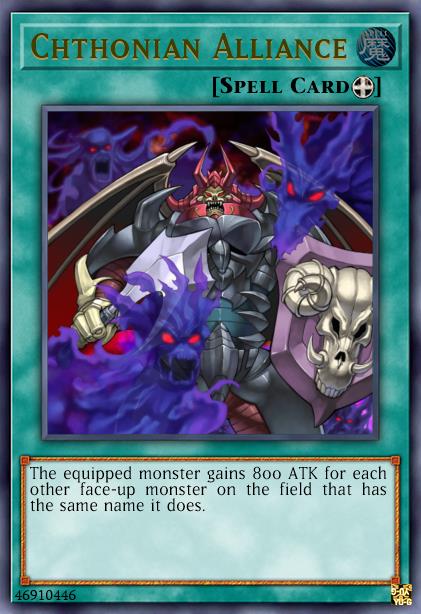 CHTHONIAN ALLIANCE
魔
[SPELL CARD]
The equipped monster gains 800 ATK for each
other face-up monster on the field that has
the same name it does.
46910446